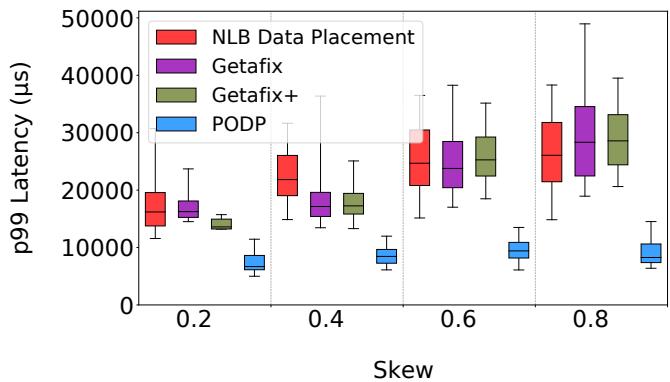 50000
40000
30000
20000
10000
0
p99 Latency (μs)
NLB Data Placement
Getafix
Getafix+
PODP
0.2 0.4 0.6 0.8
Skew